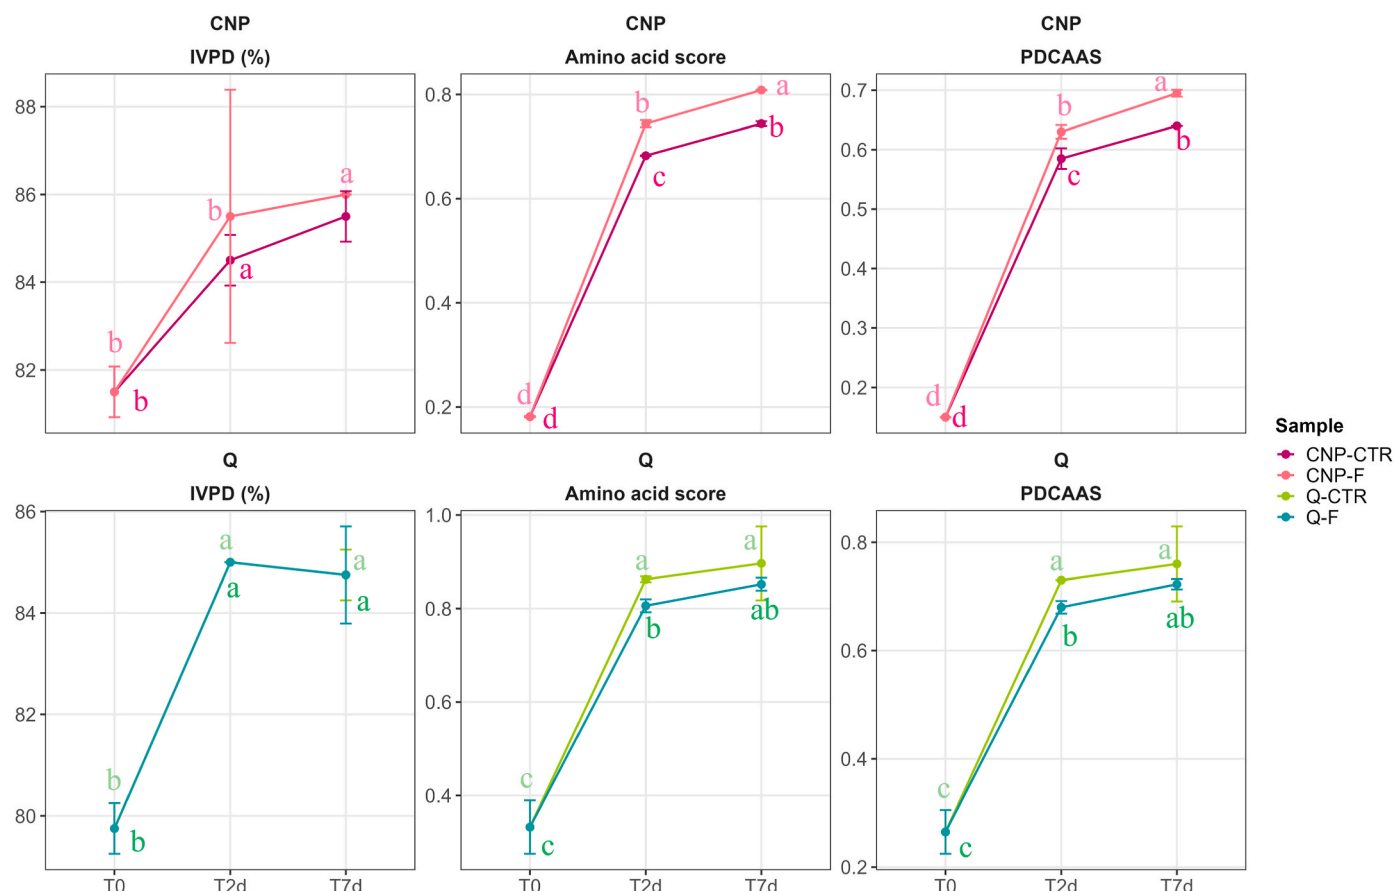 CNP
IVPD (%)
88
86
84
82
b
b
b
a
a
CNP
Amino acid score
0.8
0.6
0.4
0.2
d
d
b
c
a
b
CNP
PDCAAS
0.7
0.6
0.5
0.4
0.3
0.2
d
d
b
c
a
b
Q
IVPD (%)
86
84
82
80
b
b
a
a
a
a
T0
T2d
T7d
Q
Amino acid score
1.0
0.8
0.6
0.4
c
c
a
b
a
ab
T0
T2d
T7d
Q
PDCAAS
0.8
0.6
0.4
0.2
c
c
a
b
a
ab
T0
T2d
T7d
Sample
CNP-CTR
CNP-F
Q-CTR
Q-F